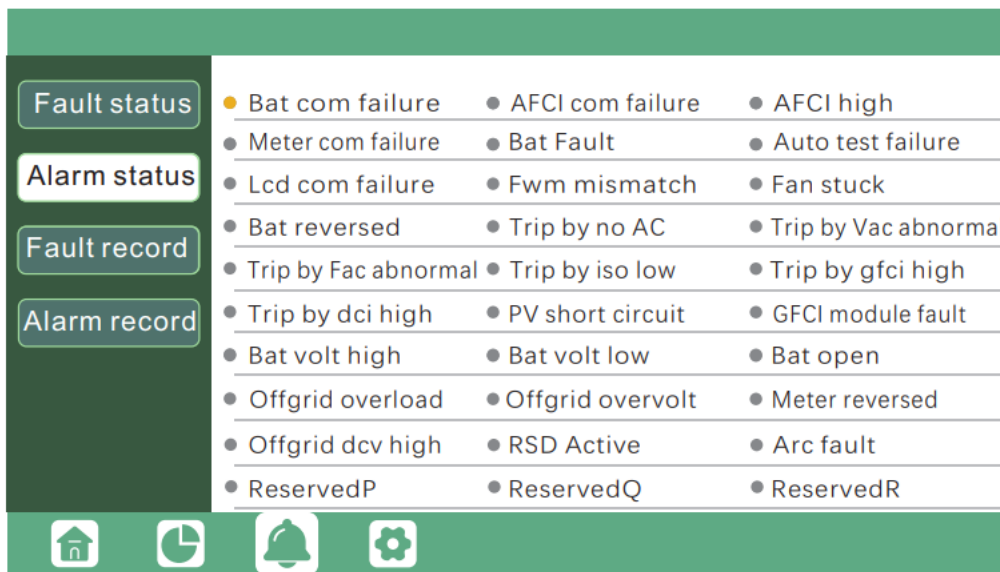 Fault status
Alarm status
Fault record
Alarm record
Bat com failure AFCI com failure AFCI high
Meter com failure Bat Fault Auto test failure
Lcd com failure Fwm mismatch Fan stuck
Bat reversed Trip by no AC Trip by Vac abnorma
Trip by Fac abnormal Trip by iso low Trip by gfci high
Trip by dci high PV short circuit GFCI module fault
Bat volt high Bat volt low Bat open
Offgrid overload Offgrid overvolt Meter reversed
Offgrid dcv high RSD Active Arc fault
ReservedP ReservedQ ReservedR